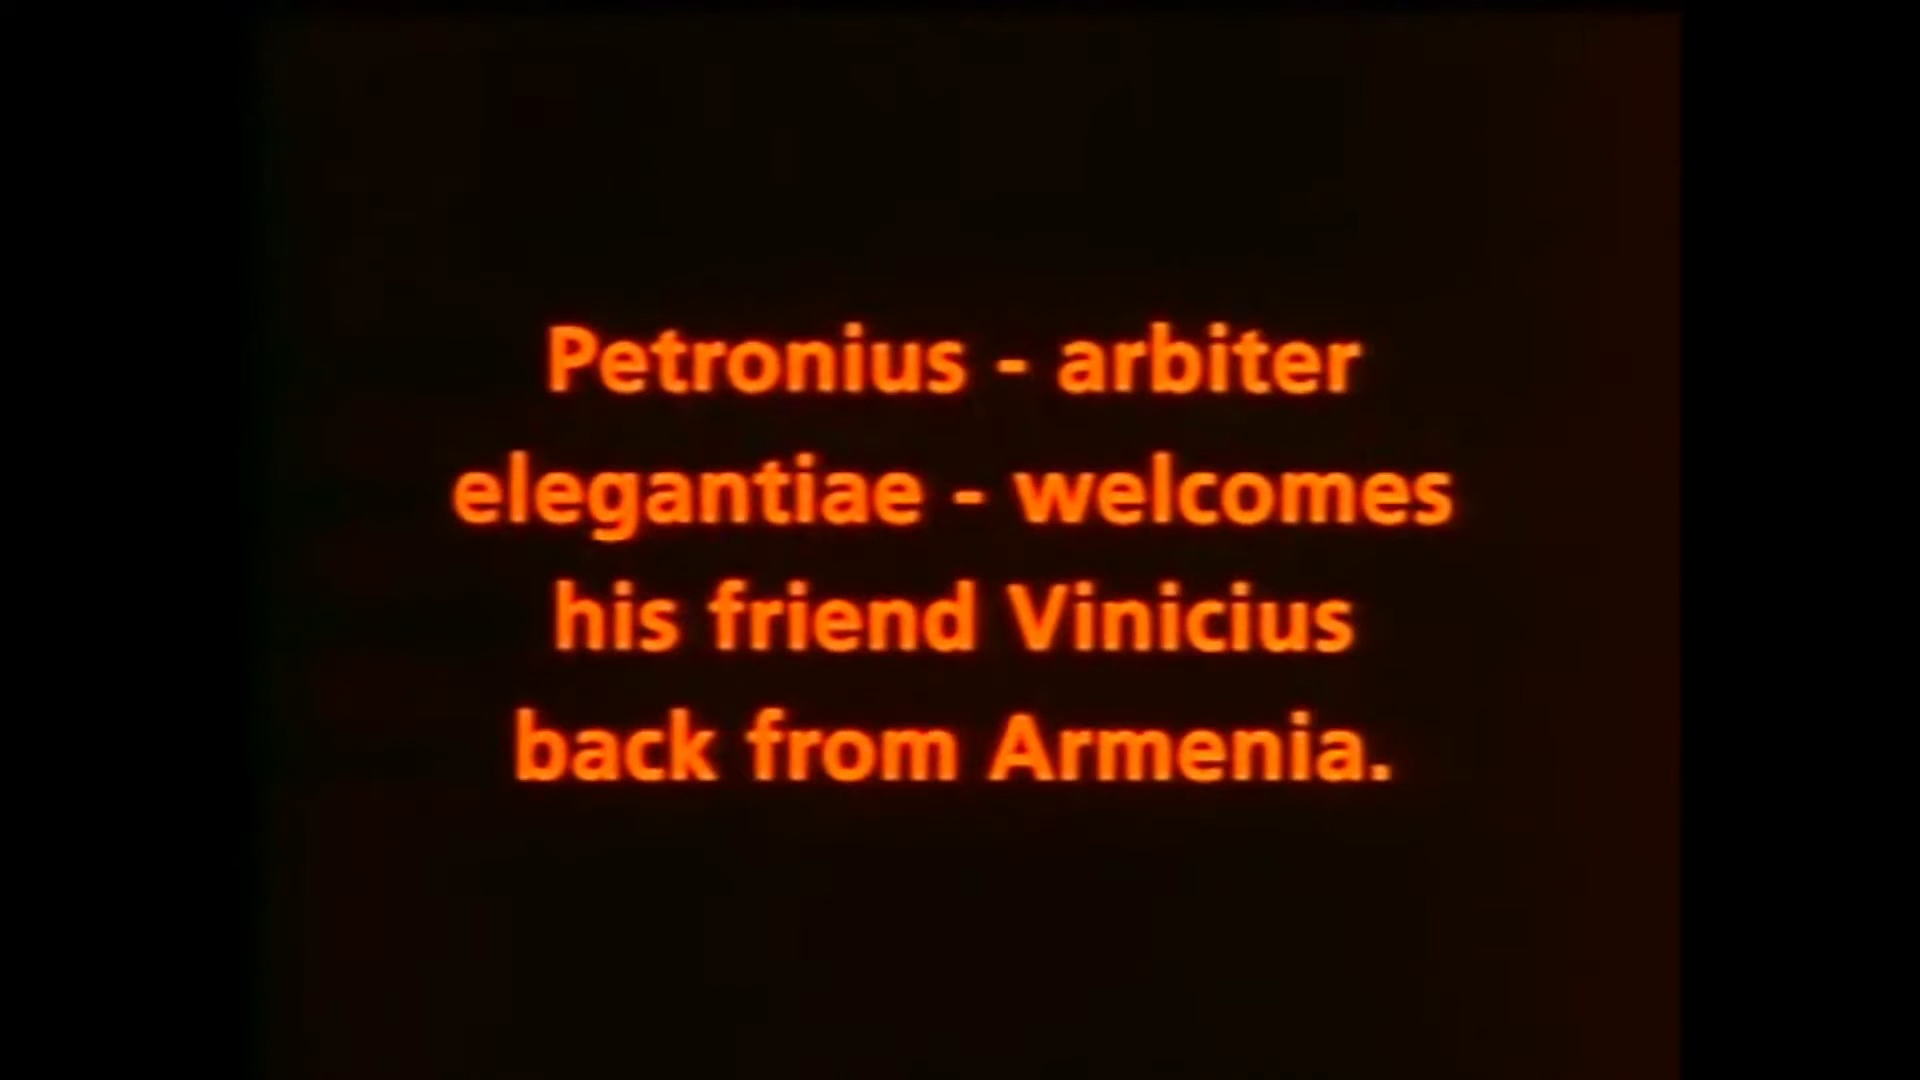 Petronius - arbiter
elegantiae - welcomes
his friend Vinicius
back from Armenia.